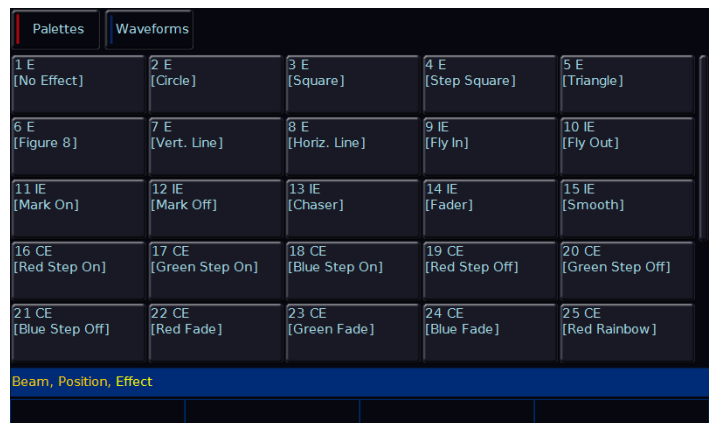 Palettes Waveforms
1 E 2 E 3 E 4 E 5 E
[No Effect] [Circle] [Square] [Step Square] [Triangle]
6 E 7 E 8 E 9 IE 10 IE
[Figure 8] [Vert. Line] [Horiz. Line] [Fly In] [Fly Out]
11 IE 12 IE 13 IE 14 IE 15 IE
[Mark On] [Mark Off] [Chaser] [Fader] [Smooth]
16 CE 17 CE 18 CE 19 CE 20 CE
[Red Step On] [Green Step On] [Blue Step On] [Red Step Off] [Green Step Off]
21 CE 22 CE 23 CE 24 CE 25 CE
[Blue Step Off] [Red Fade] [Green Fade] [Blue Fade] [Red Rainbow]
Beam, Position, Effect